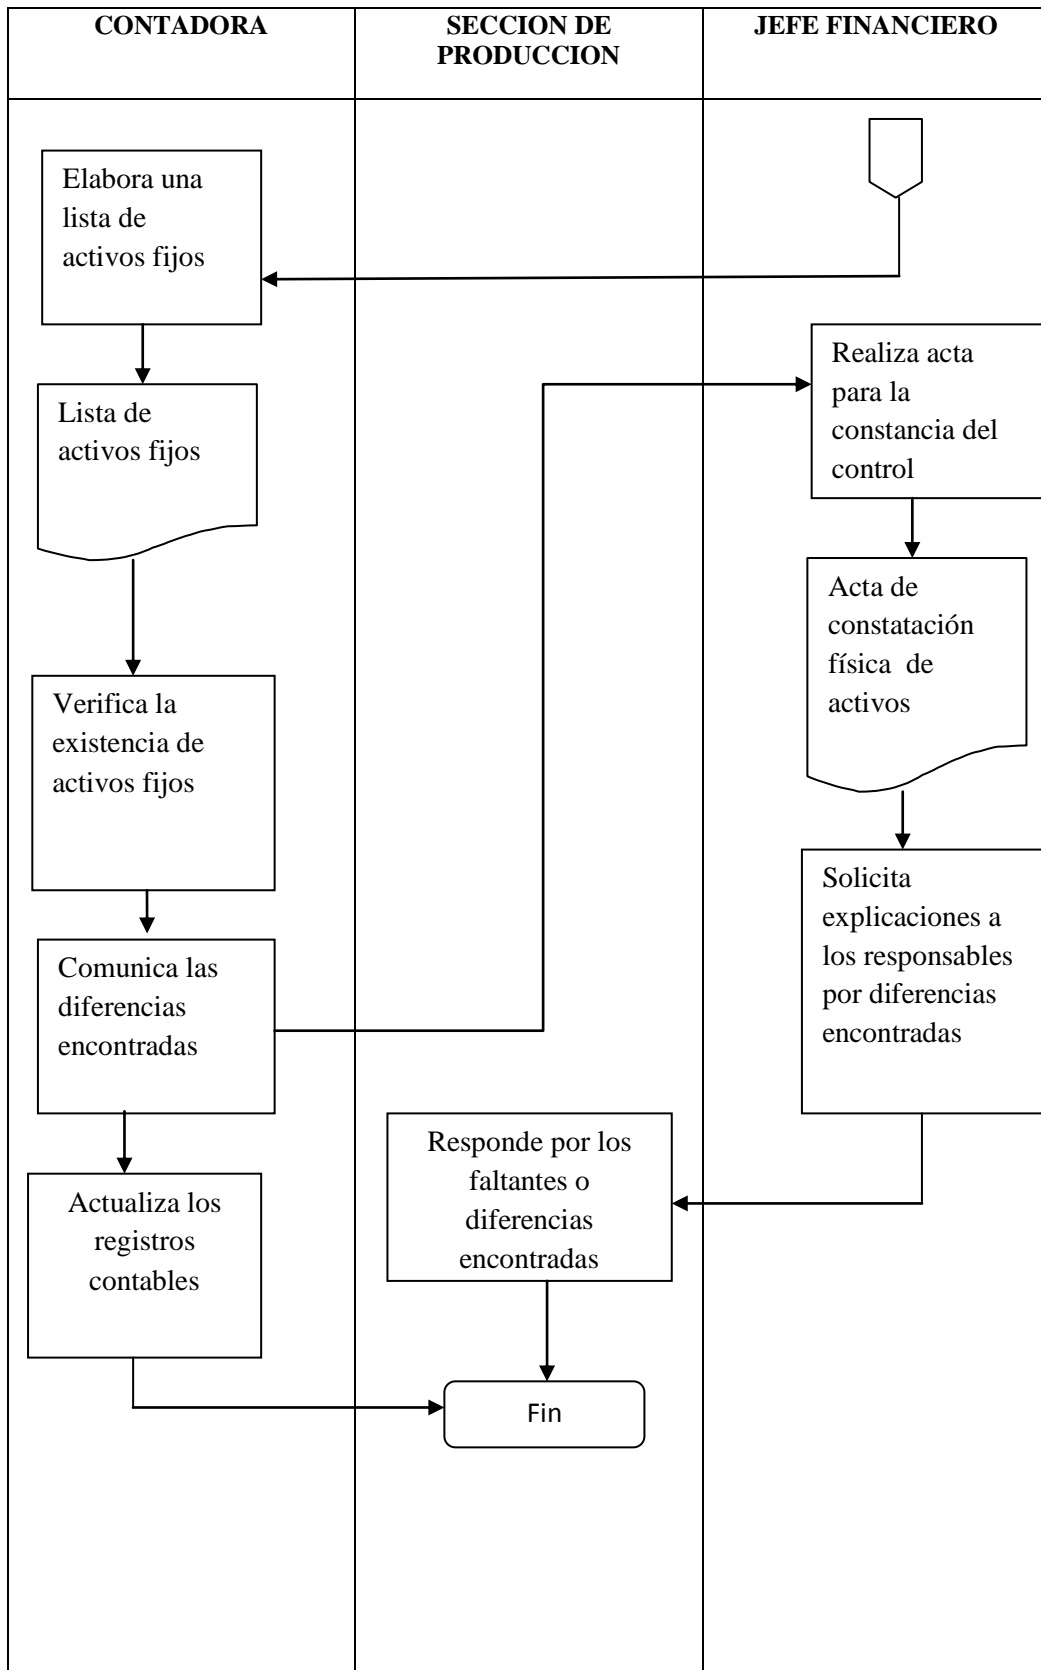 CONTADORA
SECCION DE
PRODUCCION
JEFE FINANCIERO
Elabora una
lista de
activos fijos
Lista de
activos fijos
Verifica la
existencia de
activos fijos
Comunica las
diferencias
encontradas
Actualiza los
registros
contables
Responde por los
faltantes o
diferencias
encontradas
Fin
Realiza acta
para la
constancia del
control
Acta de
constatación
física  de
activos
Solicita
explicaciones a
los responsables
por diferencias
encontradas